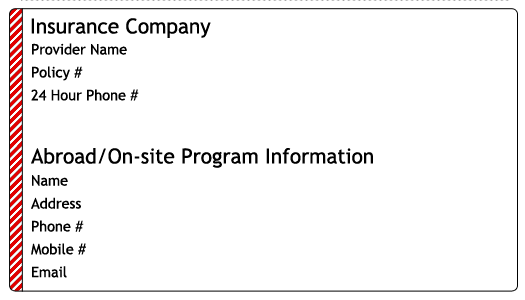 Insurance Company
Provider Name
Policy #
24 Hour Phone #
Abroad/On-site Program Information
Name
Address
Phone #
Mobile #
Email